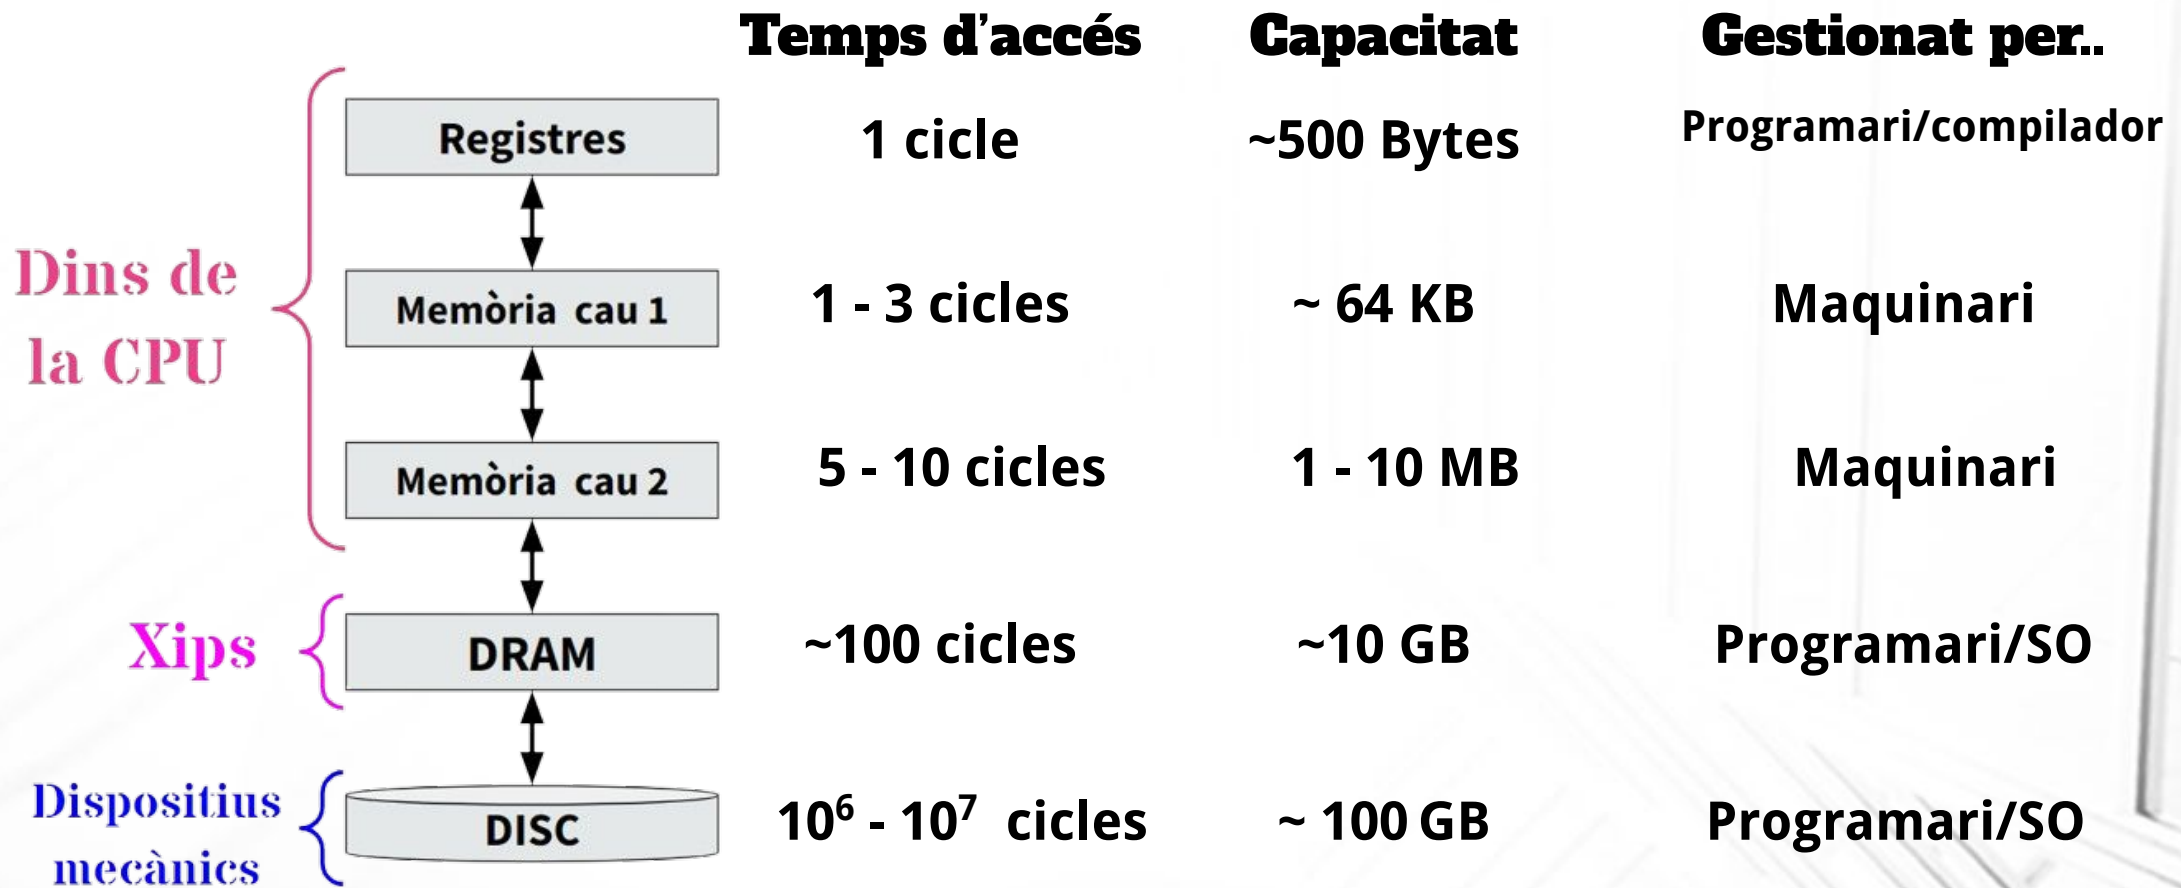 Temps d'accés Capacitat Gestionat per..
Registres 1 cicle ~500 Bytes Programari/compilador
Dins de
la CPU
Memòria cau 1 1 - 3 cicles ~ 64 KB Maquinari
Memòria cau 2 5 - 10 cicles 1 - 10 MB Maquinari
Xips DRAM ~100 cicles ~10 GB Programari/SO
Dispositius
mecànics
DISC 10⁶ - 10⁷ cicles ~ 100 GB Programari/SO